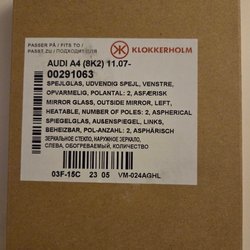 PASSER PÅ / FITS TO /
PASST ZU / ПОДХОДИТ ДЛЯ
KLOKKERHOLM
AUDI A4 (8K2) 11.07-
00291063
SPEJLGLAS, UDVENDIG SPEJL, VENSTRE,
OPVARMELIG, POLANTAL: 2, ASFÆRISK
MIRROR GLASS, OUTSIDE MIRROR, LEFT,
HEATABLE, NUMBER OF POLES: 2, ASPHERICAL
SPIEGELGLAS, AUßENSPIEGEL, LINKS,
BEHEIZBAR, POL-ANZAHL: 2, ASPHÄRISCH
ЗЕРКАЛЬНОЕ СТЕКЛО, НАРУЖНОЕ ЗЕРКАЛО,
СЛЕВА, ОБОГРЕВАЕМЫЙ, КОЛИЧЕСТВО
03F-15C 23 05 VM-024AGHL